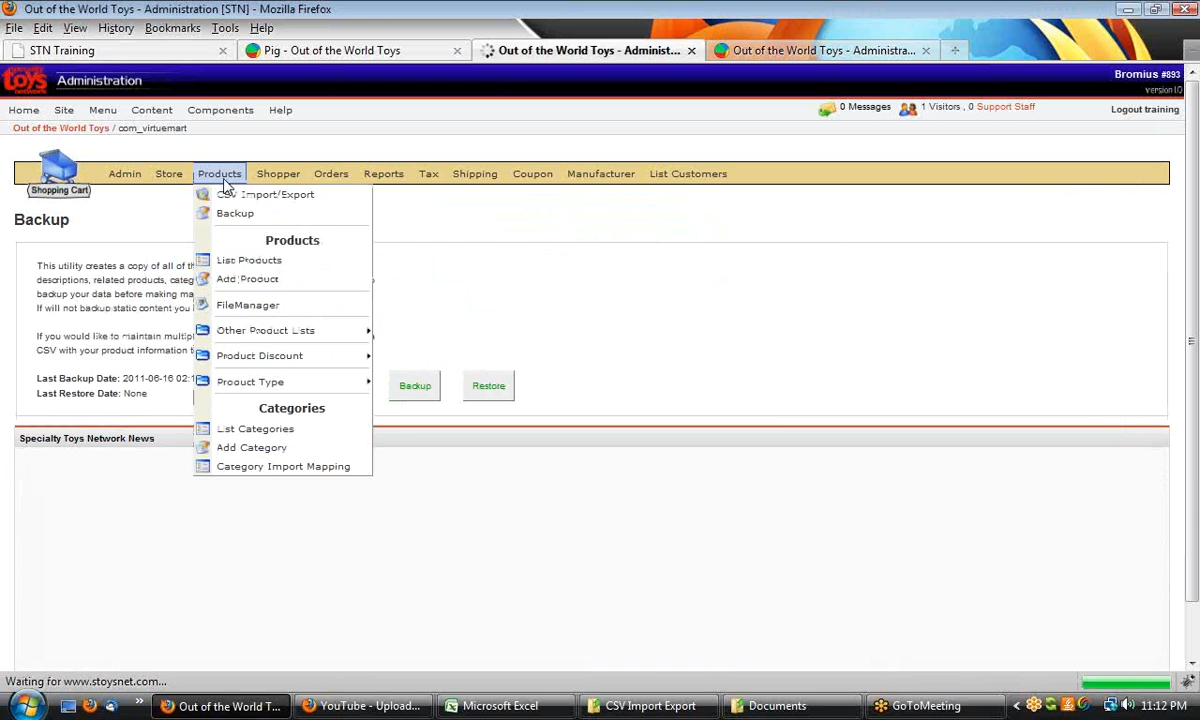 Out of the World Toys - Administration [STN] - Mozilla Firefox
File Edit View History Bookmarks Tools Help
STN Training
Pig - Out of the World Toys
Out of the World Toys - Administ...
Out of the World Toys - Administra...
toys Administration
Bromius #893
version 1.0
Home Site Menu Content Components Help
0 Messages 1 Visitors , 0 Support Staff Logout training
Out of the World Toys / com_virtuemart
Shopping Cart
Admin Store Products Shopper Orders Reports Tax Shipping Coupon Manufacturer List Customers
CSV Import/Export
Backup
Products
List Products
Add Product
FileManager
Other Product Lists
Product Discount
Product Type
Categories
List Categories
Add Category
Category Import Mapping
Backup
This utility creates a copy of all of th
descriptions, related products, categ
backup your data before making ma
If will not backup static content you
If you would like to maintain multipl
CSV with your product information t
Last Backup Date: 2011-06-16 02:1
Last Restore Date: None
Backup Restore
Specialty Toys Network News
Waiting for www.stoysnet.com...
Out of the World T...
YouTube - Upload...
Microsoft Excel
CSV Import Export
Documents
GoToMeeting
11:12 PM